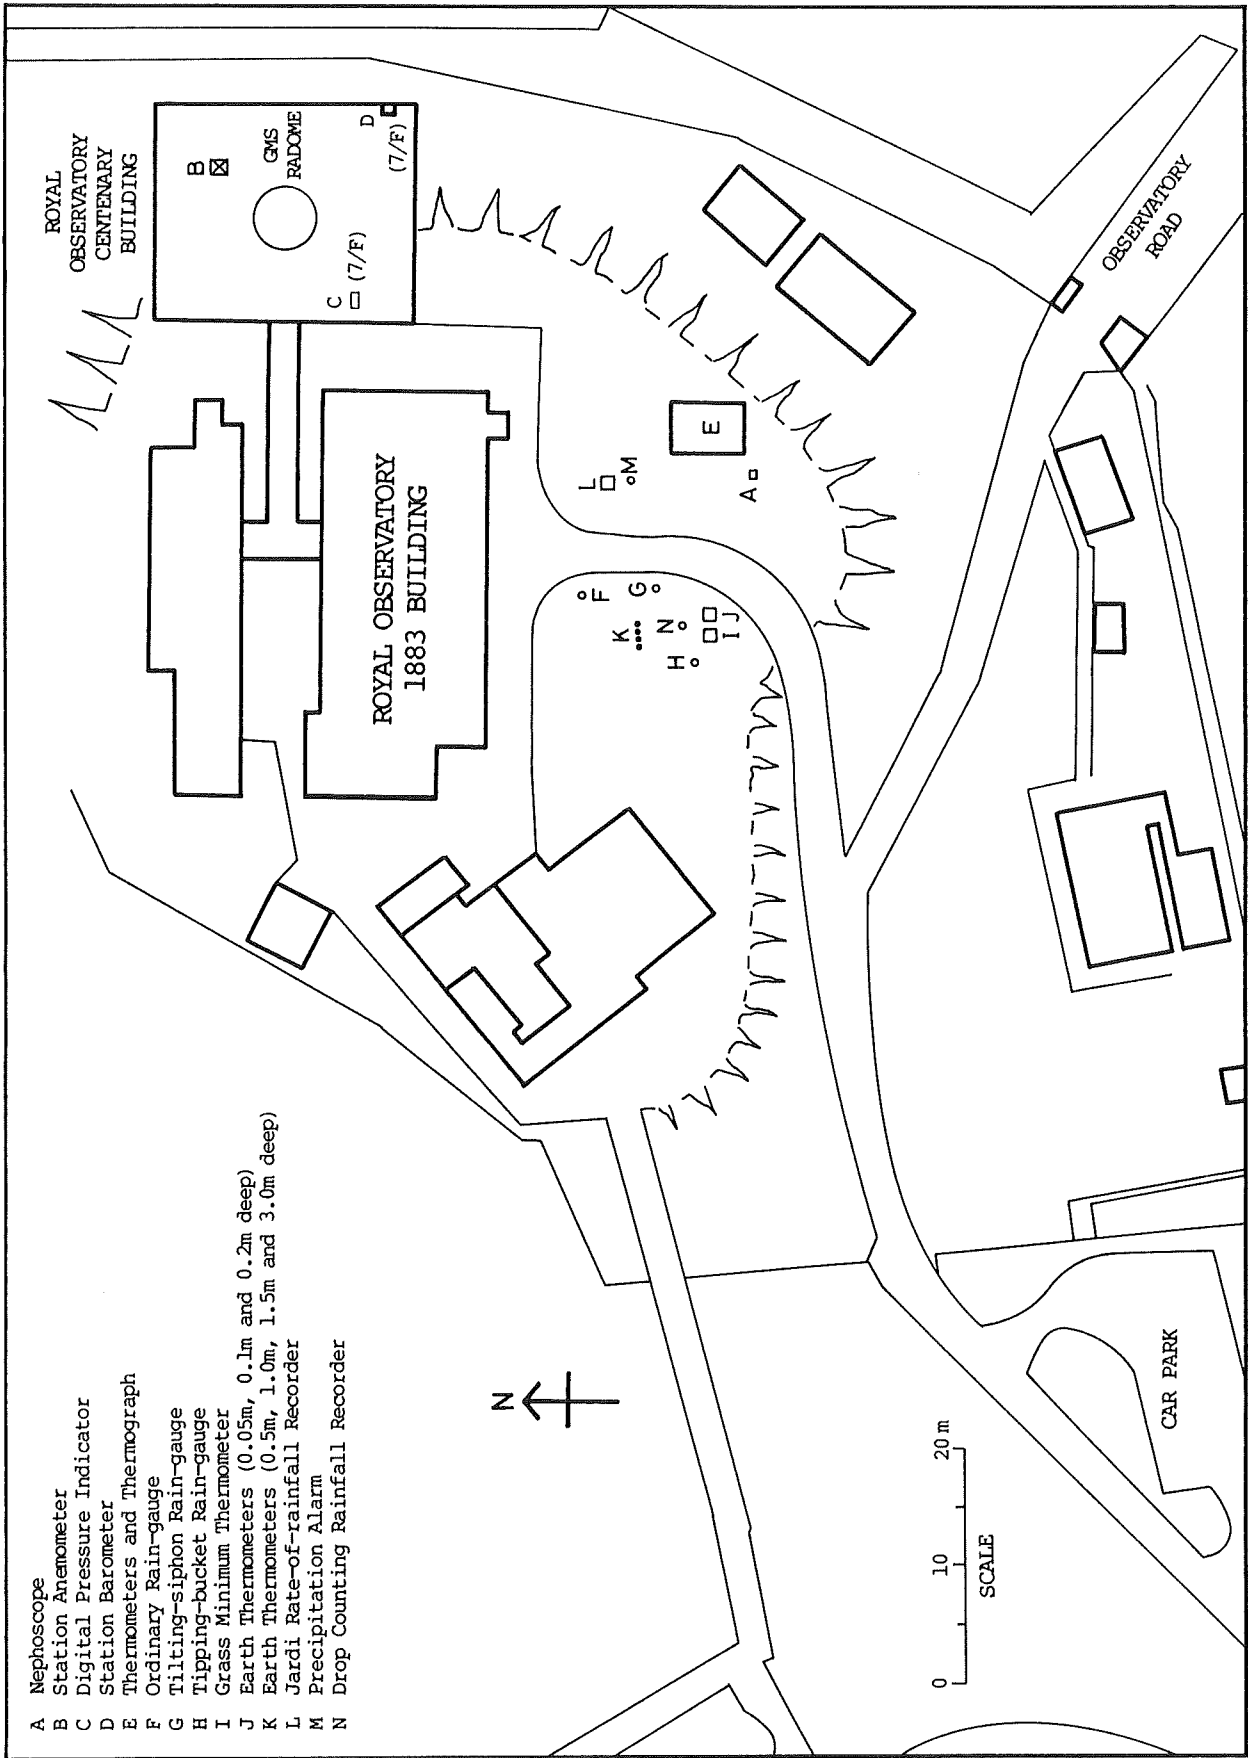 A Nephoscope
B Station Anemometer
C Digital Pressure Indicator
D Station Barometer
E Thermometers and Thermograph
F Ordinary Rain-gauge
G Tilting-siphon Rain-gauge
H Tipping-bucket Rain-gauge
I Grass Minimum Thermometer
J Earth Thermometers (0.05m, 0.1m and 0.2m deep)
K Earth Thermometers (0.5m, 1.0m, 1.5m and 3.0m deep)
L Jardi Rate-of-rainfall Recorder
M Precipitation Alarm
N Drop Counting Rainfall Recorder
ROYAL
OBSERVATORY
CENTENARY
BUILDING
B
GMS
RADOME
D
(7/F)
C
(7/F)
ROYAL OBSERVATORY
1883 BUILDING
L
M
E
A
F
G
K
N
H
I J
OBSERVATORY
ROAD
N
0 10 20 m
SCALE
CAR PARK